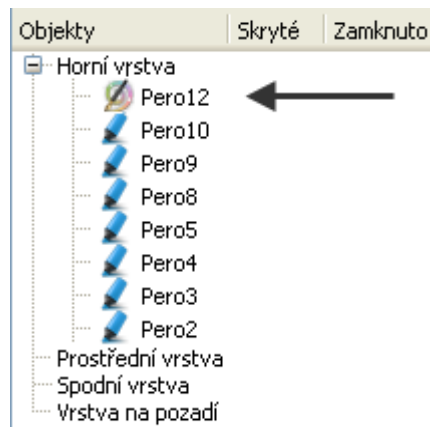 Objekty Skryté Zamknuto
Horní vrstva
Pero12
Pero10
Pero9
Pero8
Pero5
Pero4
Pero3
Pero2
Prostřední vrstva
Spodní vrstva
Vrstva na pozadí